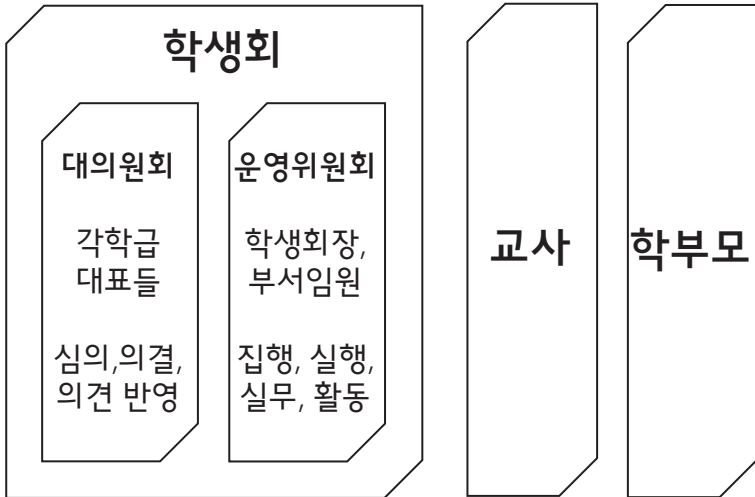 학생회
대의원회
각학급
대표들
심의,의결,
의견 반영
운영위원회
학생회장,
부서임원
집행, 실행,
실무, 활동
교사
학부모